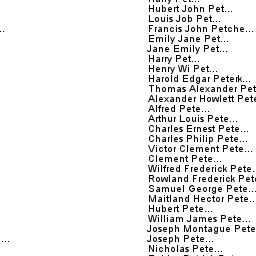 Hubert John Pet...
Louis Job Pet...
Francis John Petche...
Emily Jane Pet...
Jane Emily Pet...
Harry Pet...
Henry Wi Pet...
Harold Edgar Peterk...
Thomas Alexander Pet
Alexander Howlett Pete
Alfred Pete...
Arthur Louis Pete...
Charles Ernest Pete...
Charles Philip Pete...
Victor Clement Pete...
Clement Pete...
Wilfred Frederick Pete..
Rowland Frederick Pete
Samuel George Pete...
Maitland Hector Pete...
Hubert Pete...
William James Pete...
Joseph Montague Pete
Joseph Pete...
Nicholas Pete...